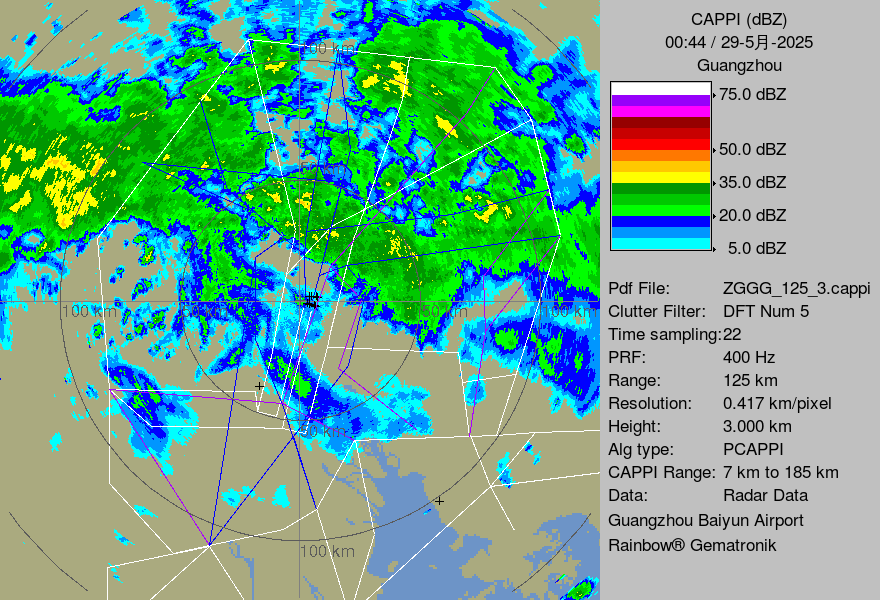 CAPPI (dBZ)
00:44 / 29-5月-2025
Guangzhou
75.0 dBZ
50.0 dBZ
35.0 dBZ
20.0 dBZ
5.0 dBZ
Pdf File: ZGGG_125_3.cappi
Clutter Filter: DFT Num 5
Time sampling:22
PRF: 400 Hz
Range: 125 km
Resolution: 0.417 km/pixel
Height: 3.000 km
Alg type: PCAPPI
CAPPI Range: 7 km to 185 km
Data: Radar Data
Guangzhou Baiyun Airport
Rainbow® Gematronik
100 km
50 km
100 km
50 km
100 km
50 km
100 km